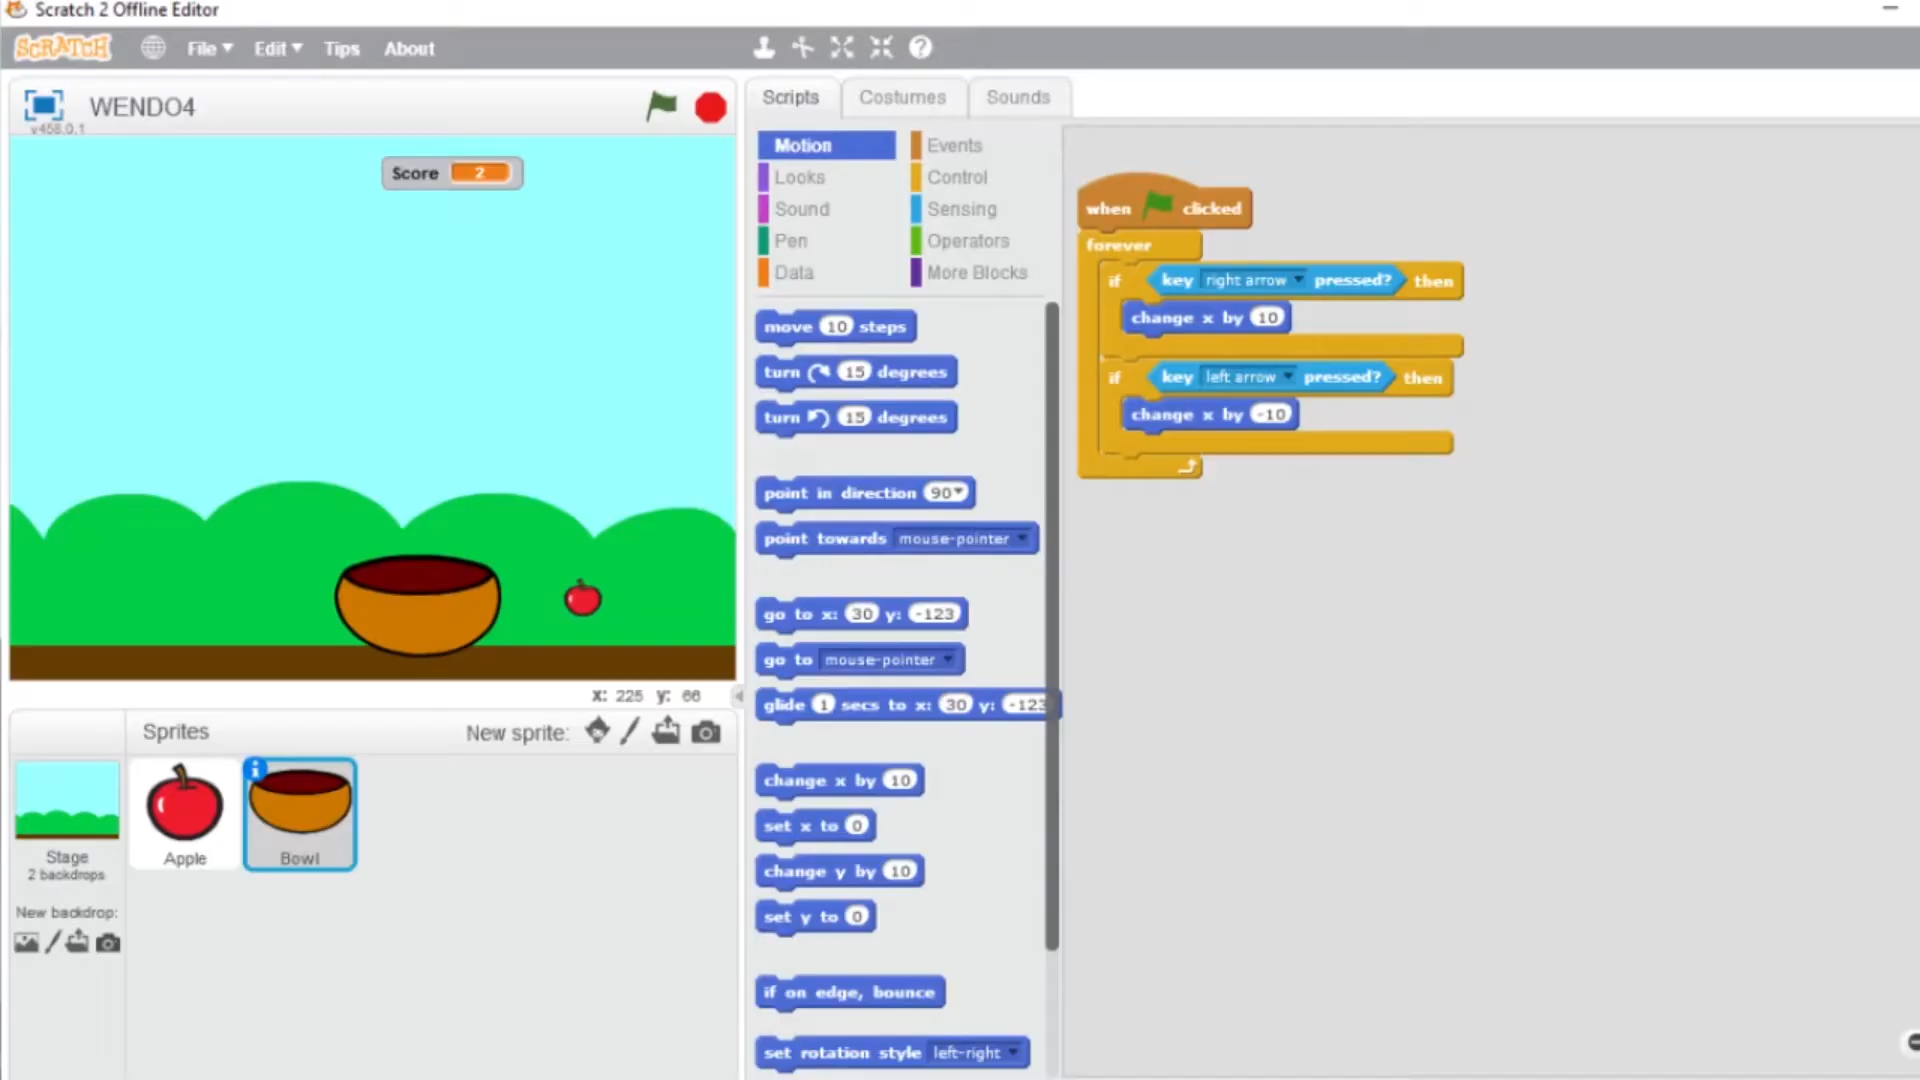 Scratch 2 Offline Editor
SCRATCH File Edit Tips About
WENDO4
v458.0.1
Score 2
x: 225 y: 66
Sprites New sprite:
Apple Bowl
Stage
2 backdrops
New backdrop:
Scripts Costumes Sounds
Motion Events
Looks Control
Sound Sensing
Pen Operators
Data More Blocks
move 10 steps
turn 15 degrees
turn 15 degrees
point in direction 90
point towards mouse-pointer
go to x: 30 y: -123
go to mouse-pointer
glide 1 secs to x: 30 y: -123
change x by 10
set x to 0
change y by 10
set y to 0
if on edge, bounce
set rotation style left-right
when clicked
forever
if key right arrow pressed? then
change x by 10
if key left arrow pressed? then
change x by -10